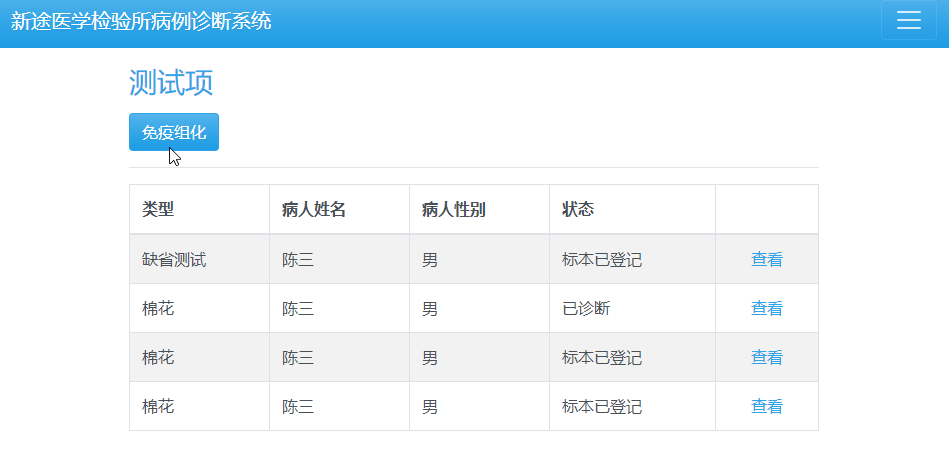 新途医学检验所病例诊断系统
测试项
免疫组化
类型 病人姓名 病人性别 状态
缺省测试 陈三 男 标本已登记 查看
棉花 陈三 男 已诊断 查看
棉花 陈三 男 标本已登记 查看
棉花 陈三 男 标本已登记 查看